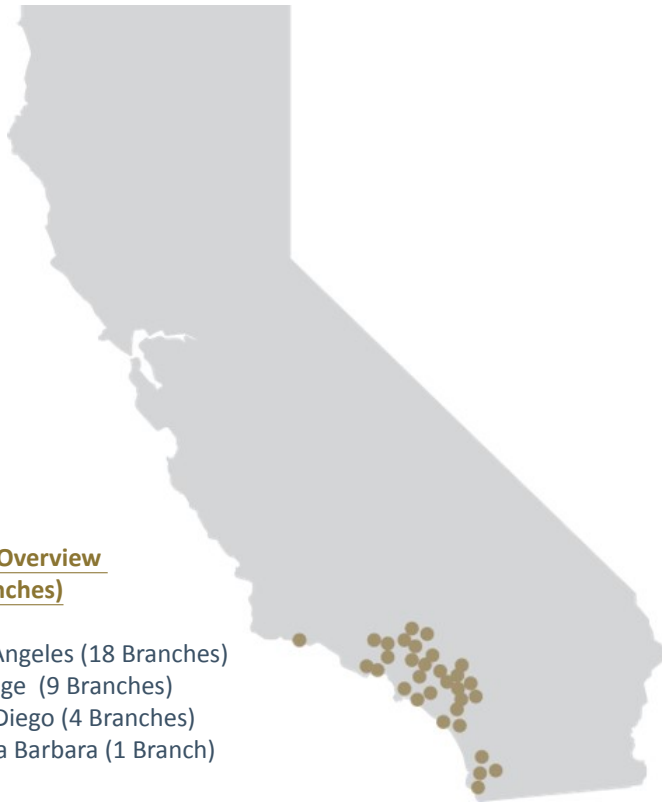 Overview
nches)
Angeles (18 Branches)
ge (9 Branches)
Diego (4 Branches)
a Barbara (1 Branch)